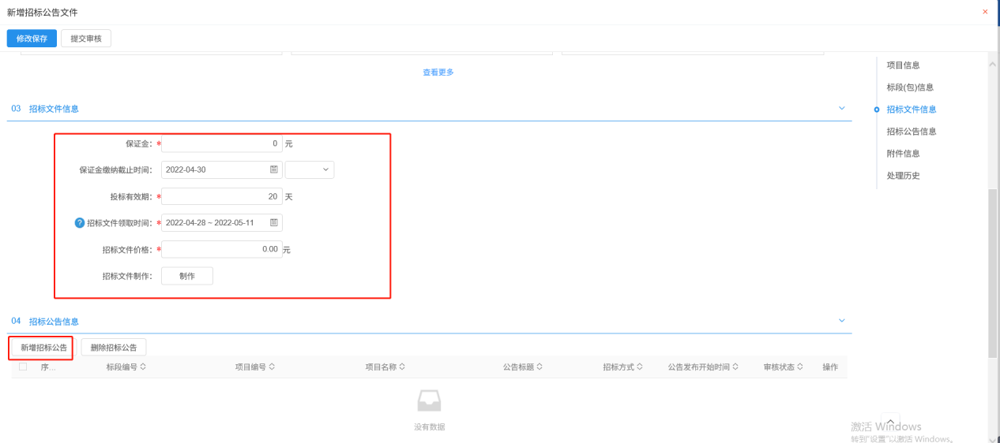 新增招标公告文件
×
修改保存 提交审核
查看更多
03 招标文件信息
保证金：* 0 元
保证金缴纳截止时间： 2022-04-30
投标有效期：* 20 天
? 招标文件领取时间：* 2022-04-28 ~ 2022-05-11
招标文件价格：* 0.00 元
招标文件制作： 制作
04 招标公告信息
新增招标公告 删除招标公告
序... 标段编号 项目编号 项目名称 公告标题 招标方式 公告发布开始时间 审核状态 操作
没有数据
项目信息
标段(包)信息
招标文件信息
招标公告信息
附件信息
处理历史
激活 Windows
转到"设置"以激活 Windows。